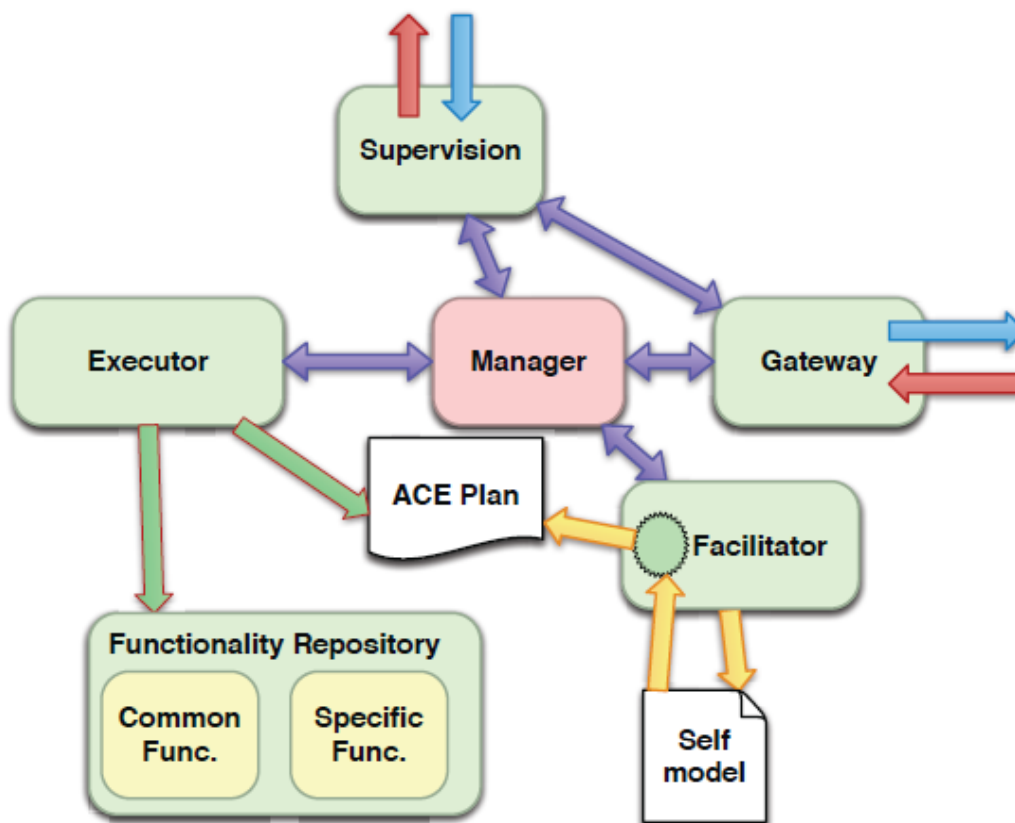 Supervision
Executor
Manager
Gateway
ACE Plan
Facilitator
Functionality Repository
Common
Func.
Specific
Func.
Self
model